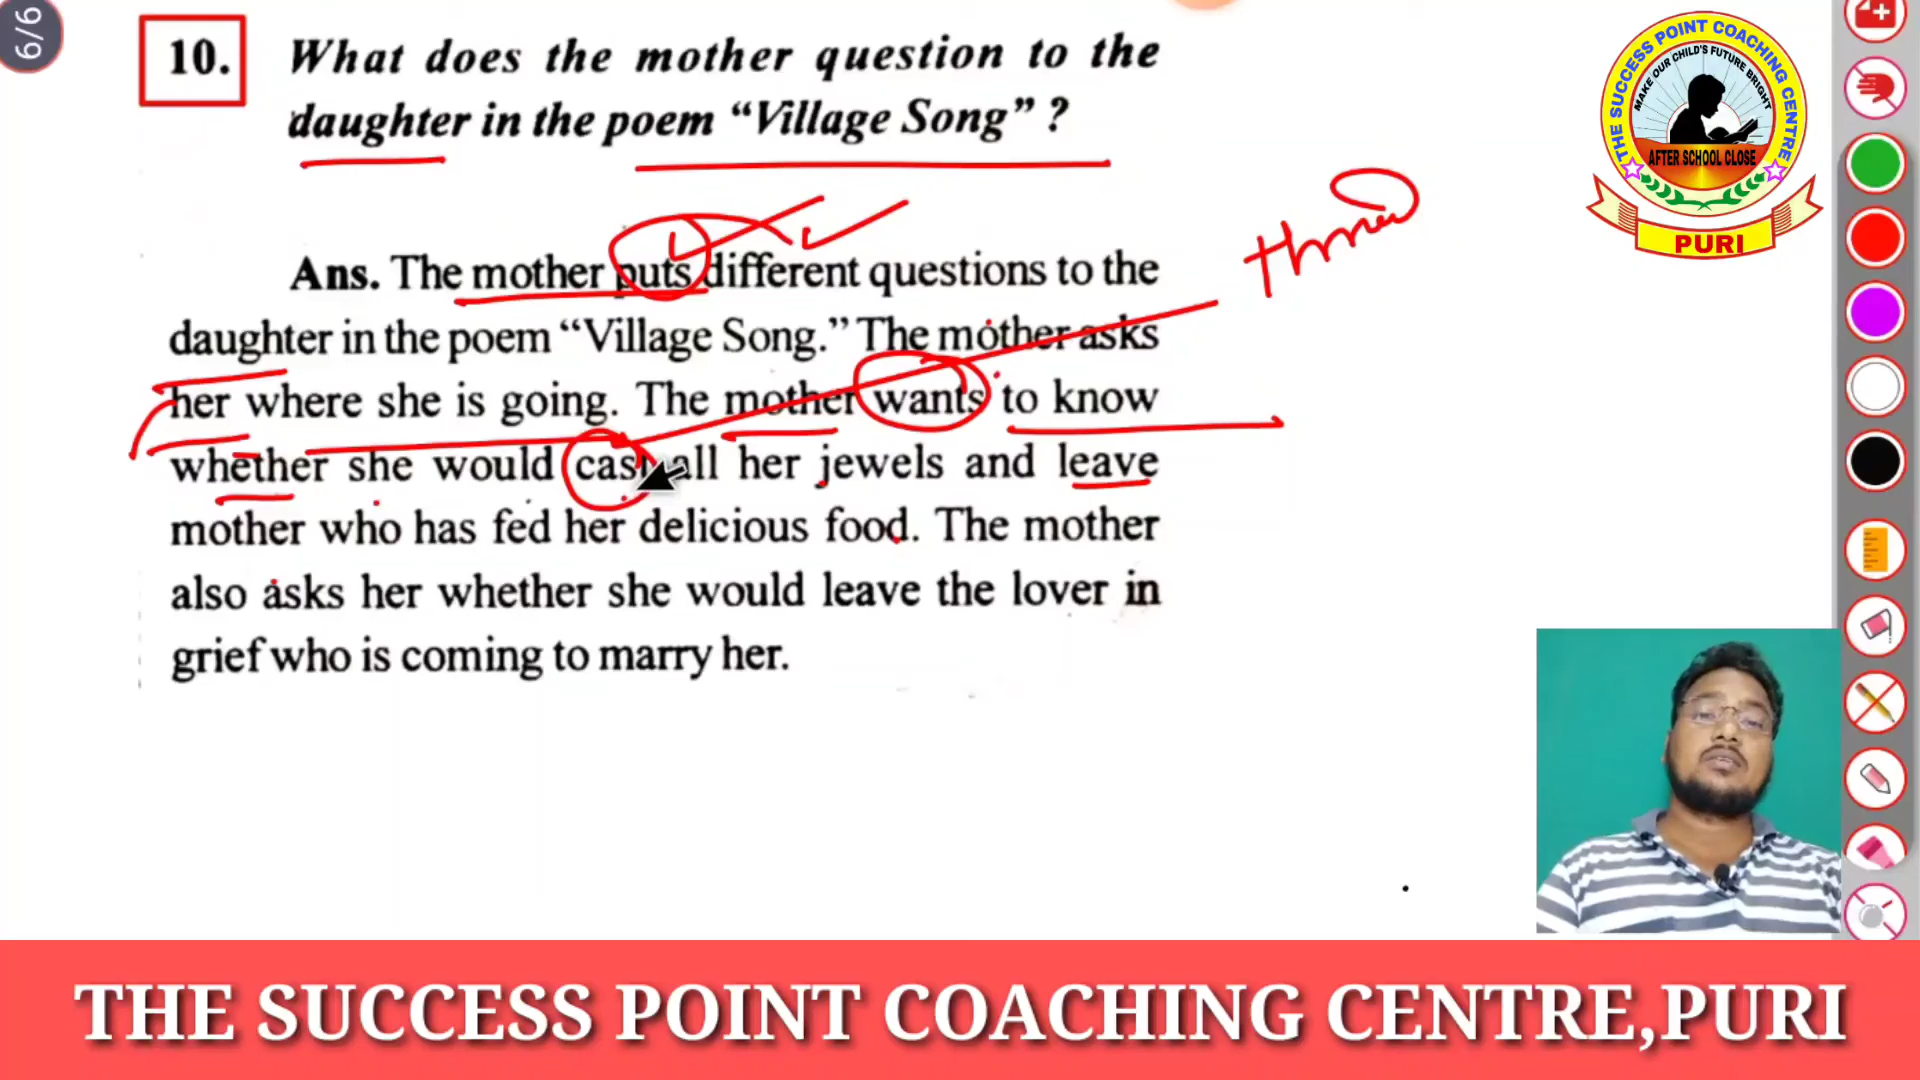 6/6
10. What does the mother question to the
daughter in the poem “Village Song” ?
Ans. The mother puts different questions to the
daughter in the poem “Village Song.” The mother asks
her where she is going. The mother wants to know
whether she would cast all her jewels and leave
mother who has fed her delicious food. The mother
also asks her whether she would leave the lover in
grief who is coming to marry her.
THE SUCCESS POINT COACHING CENTRE
MAKE OUR CHILD'S FUTURE BRIGHT
AFTER SCHOOL CLOSE
PURI
THE SUCCESS POINT COACHING CENTRE,PURI